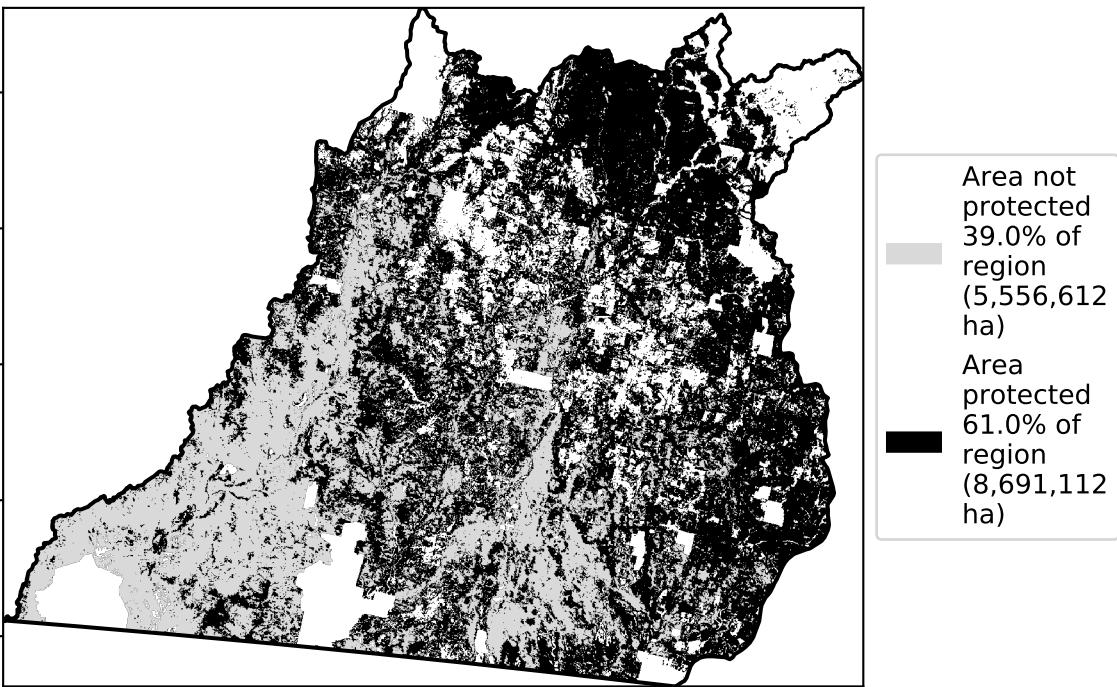 Area not
protected
39.0% of
region
(5,556,612
ha)
Area
protected
61.0% of
region
(8,691,112
ha)